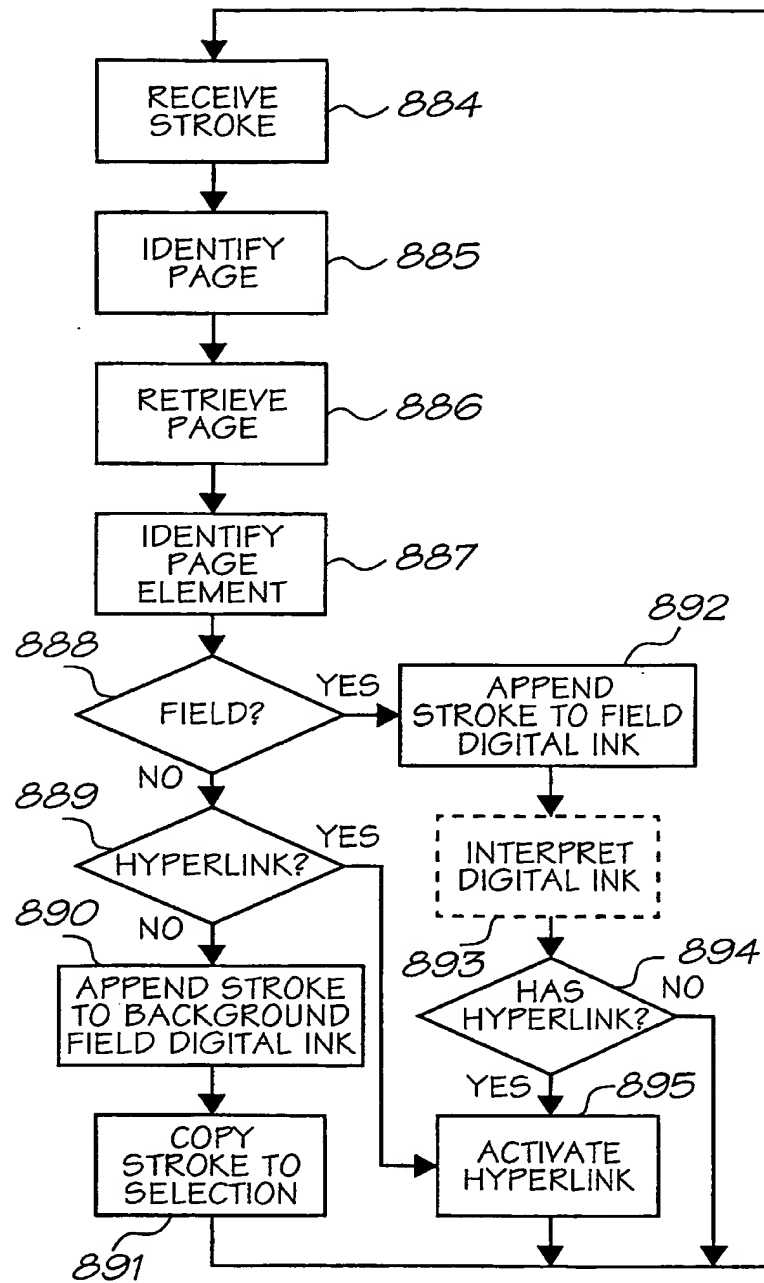 RECEIVE
STROKE
884
IDENTIFY
PAGE
885
RETRIEVE
PAGE
886
IDENTIFY
PAGE
ELEMENT
887
888
FIELD?
YES
NO
892
APPEND
STROKE TO FIELD
DIGITAL INK
889
HYPERLINK?
YES
NO
INTERPRET
DIGITAL INK
893
890
APPEND STROKE
TO BACKGROUND
FIELD DIGITAL INK
894
HAS
HYPERLINK?
NO
YES
895
COPY
STROKE TO
SELECTION
891
ACTIVATE
HYPERLINK